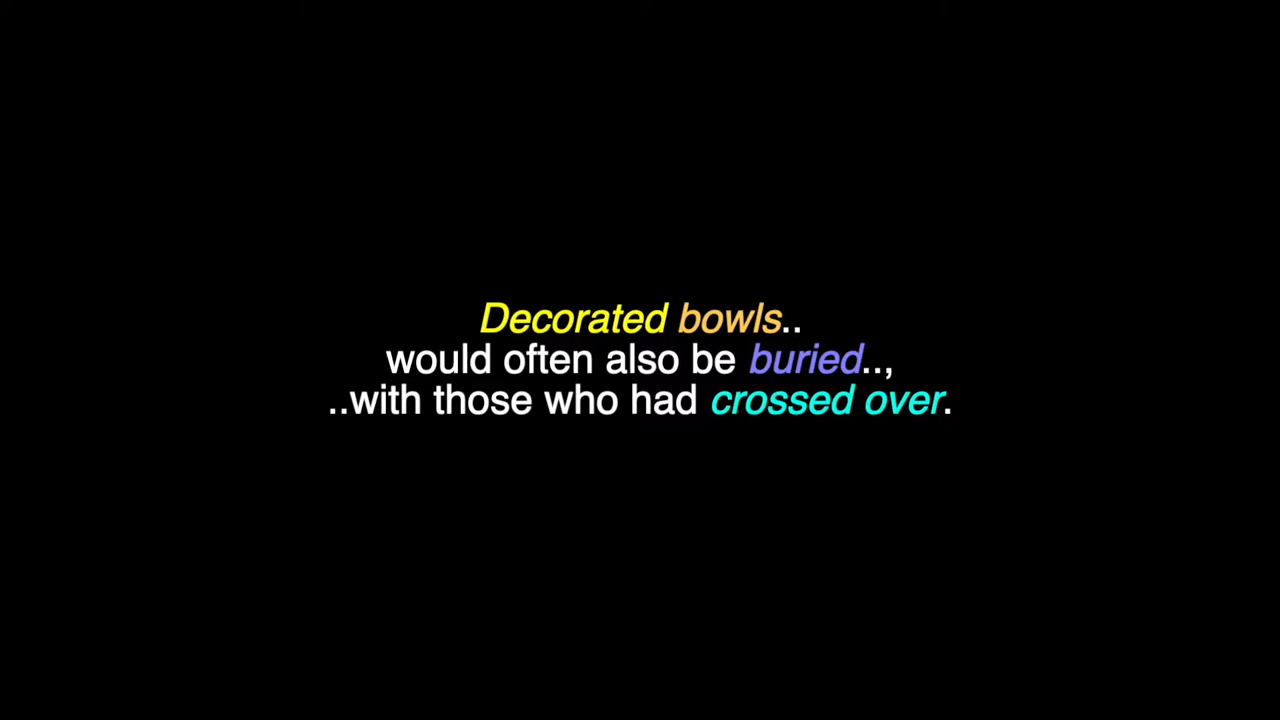 Decorated bowls..
would often also be buried..,
..with those who had crossed over.